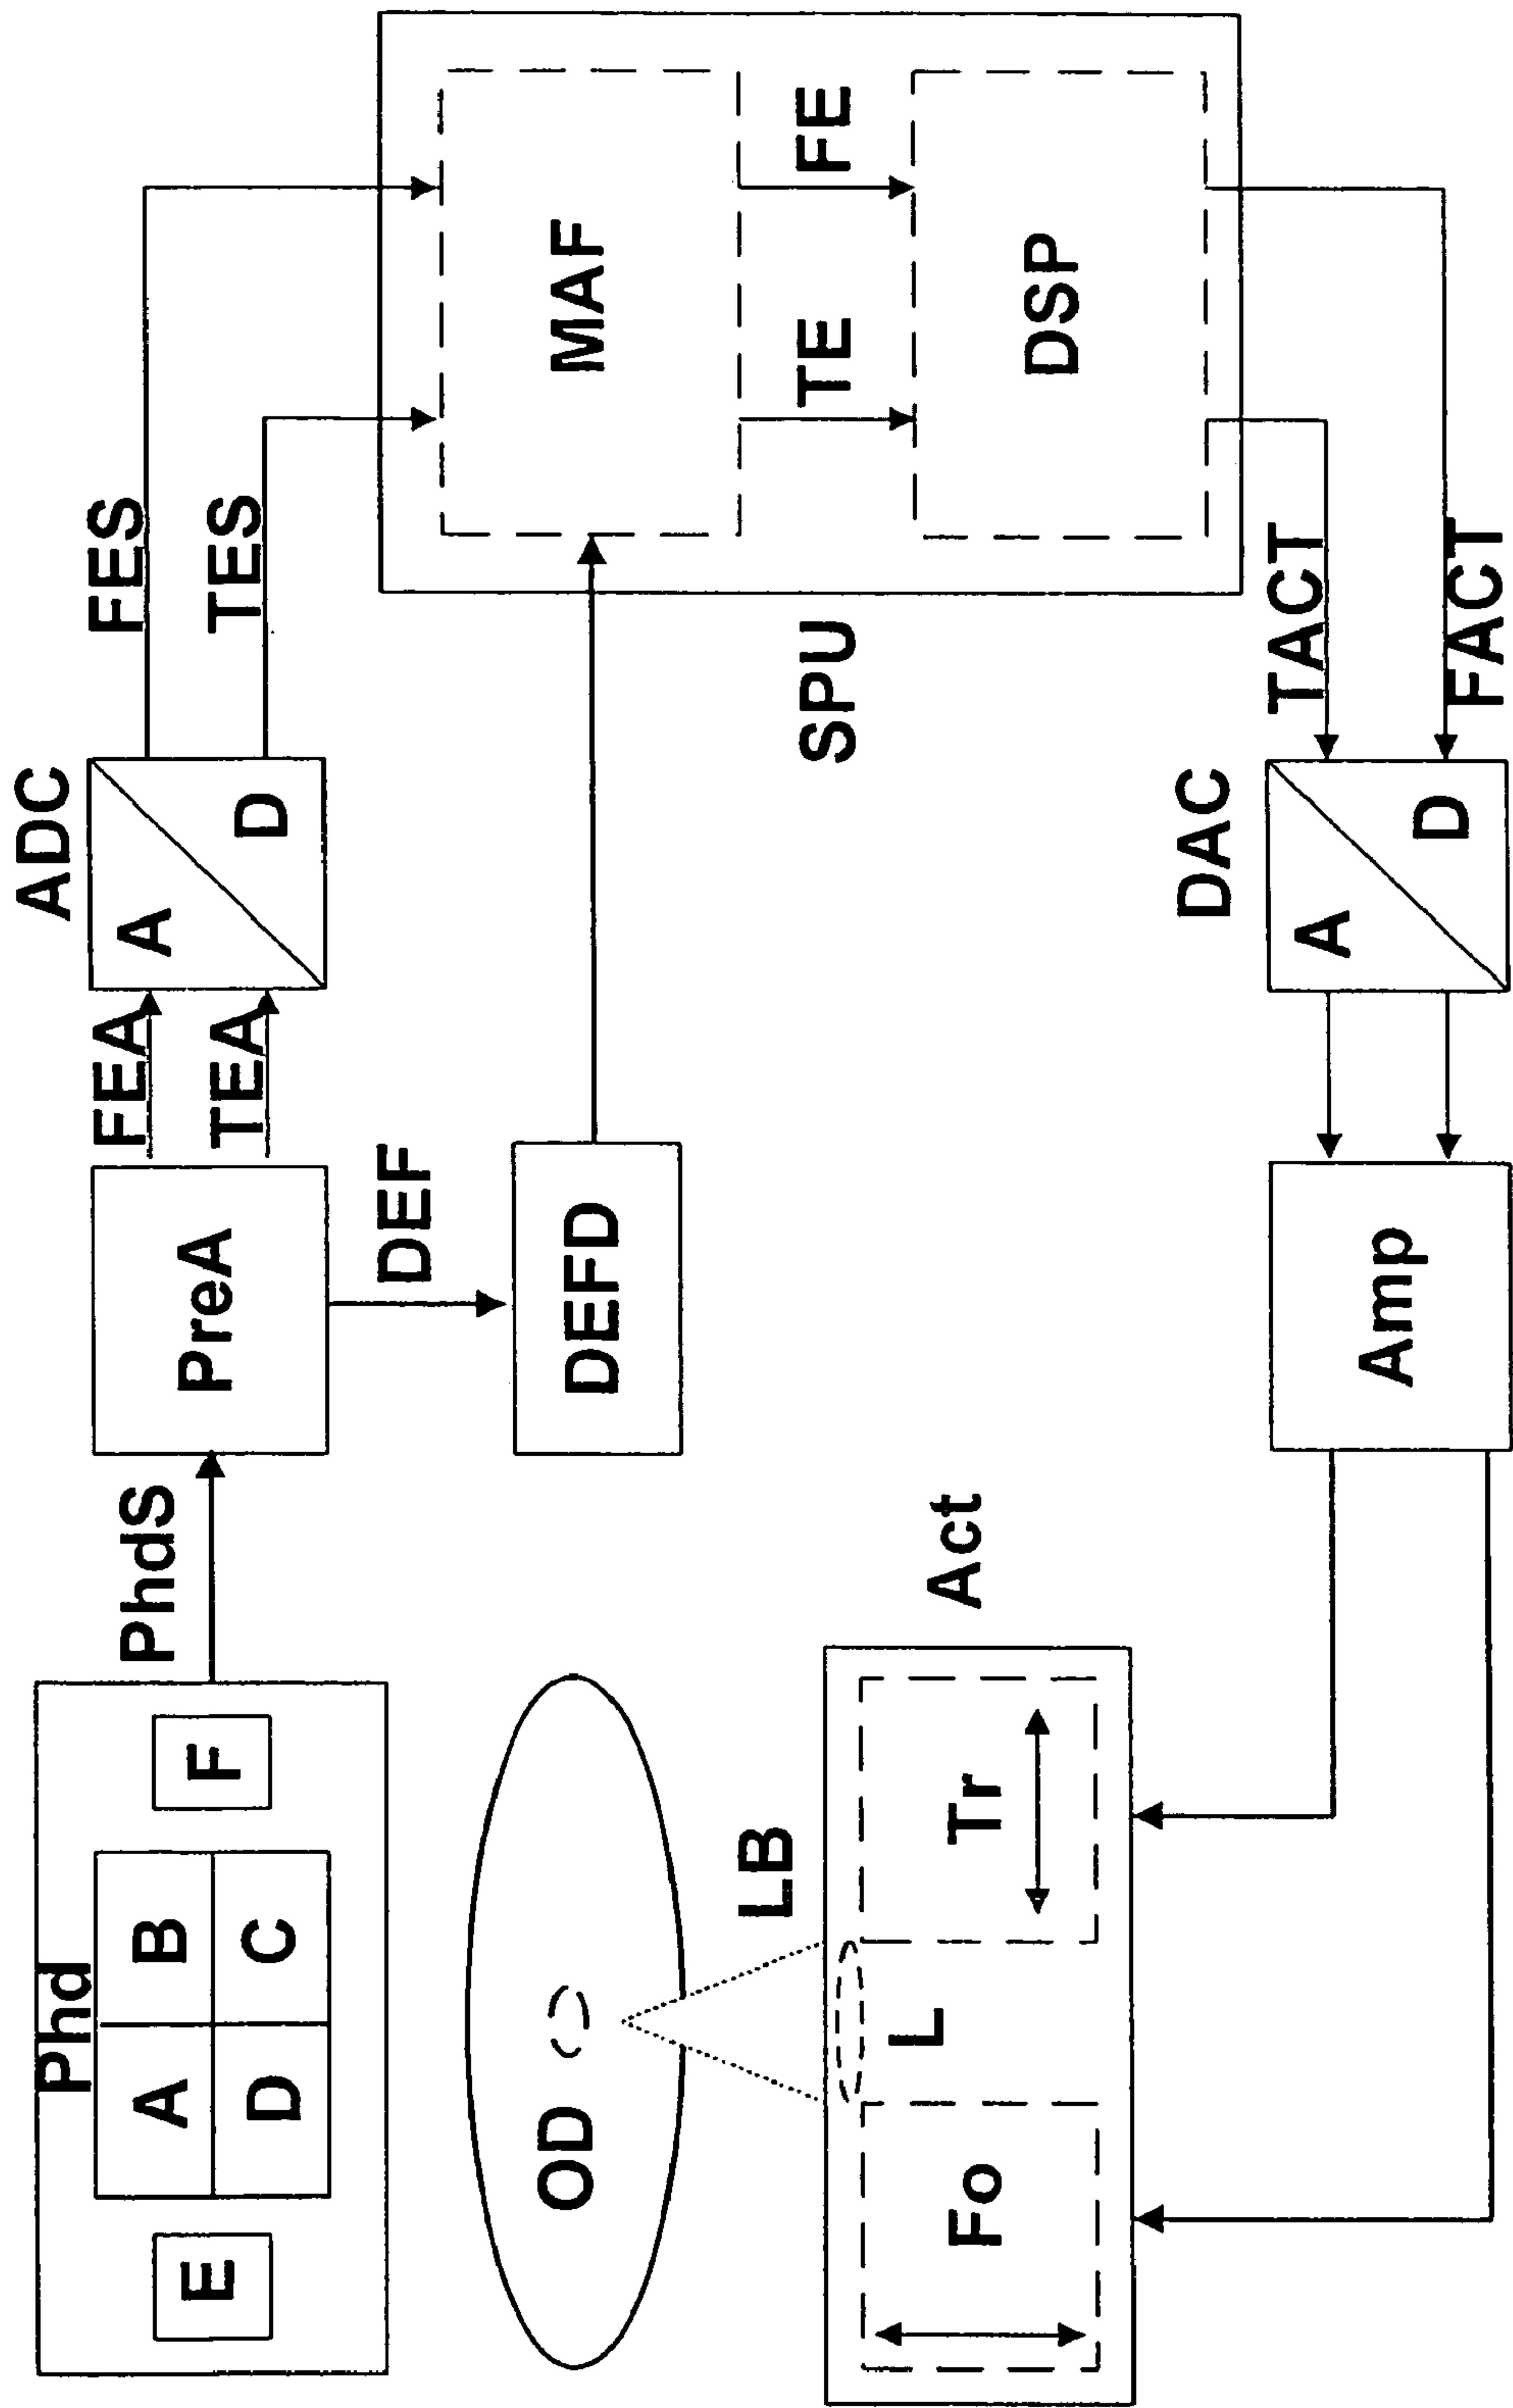 Phd
E
A
B
D
C
F
PhdS
PreA
FEA
TEA
ADC
A
D
FES
TES
DEF
DEFD
MAF
TE
FE
DSP
SPU
OD
LB
L
Fo
Tr
Act
Amp
DAC
A
D
TACT
FACT